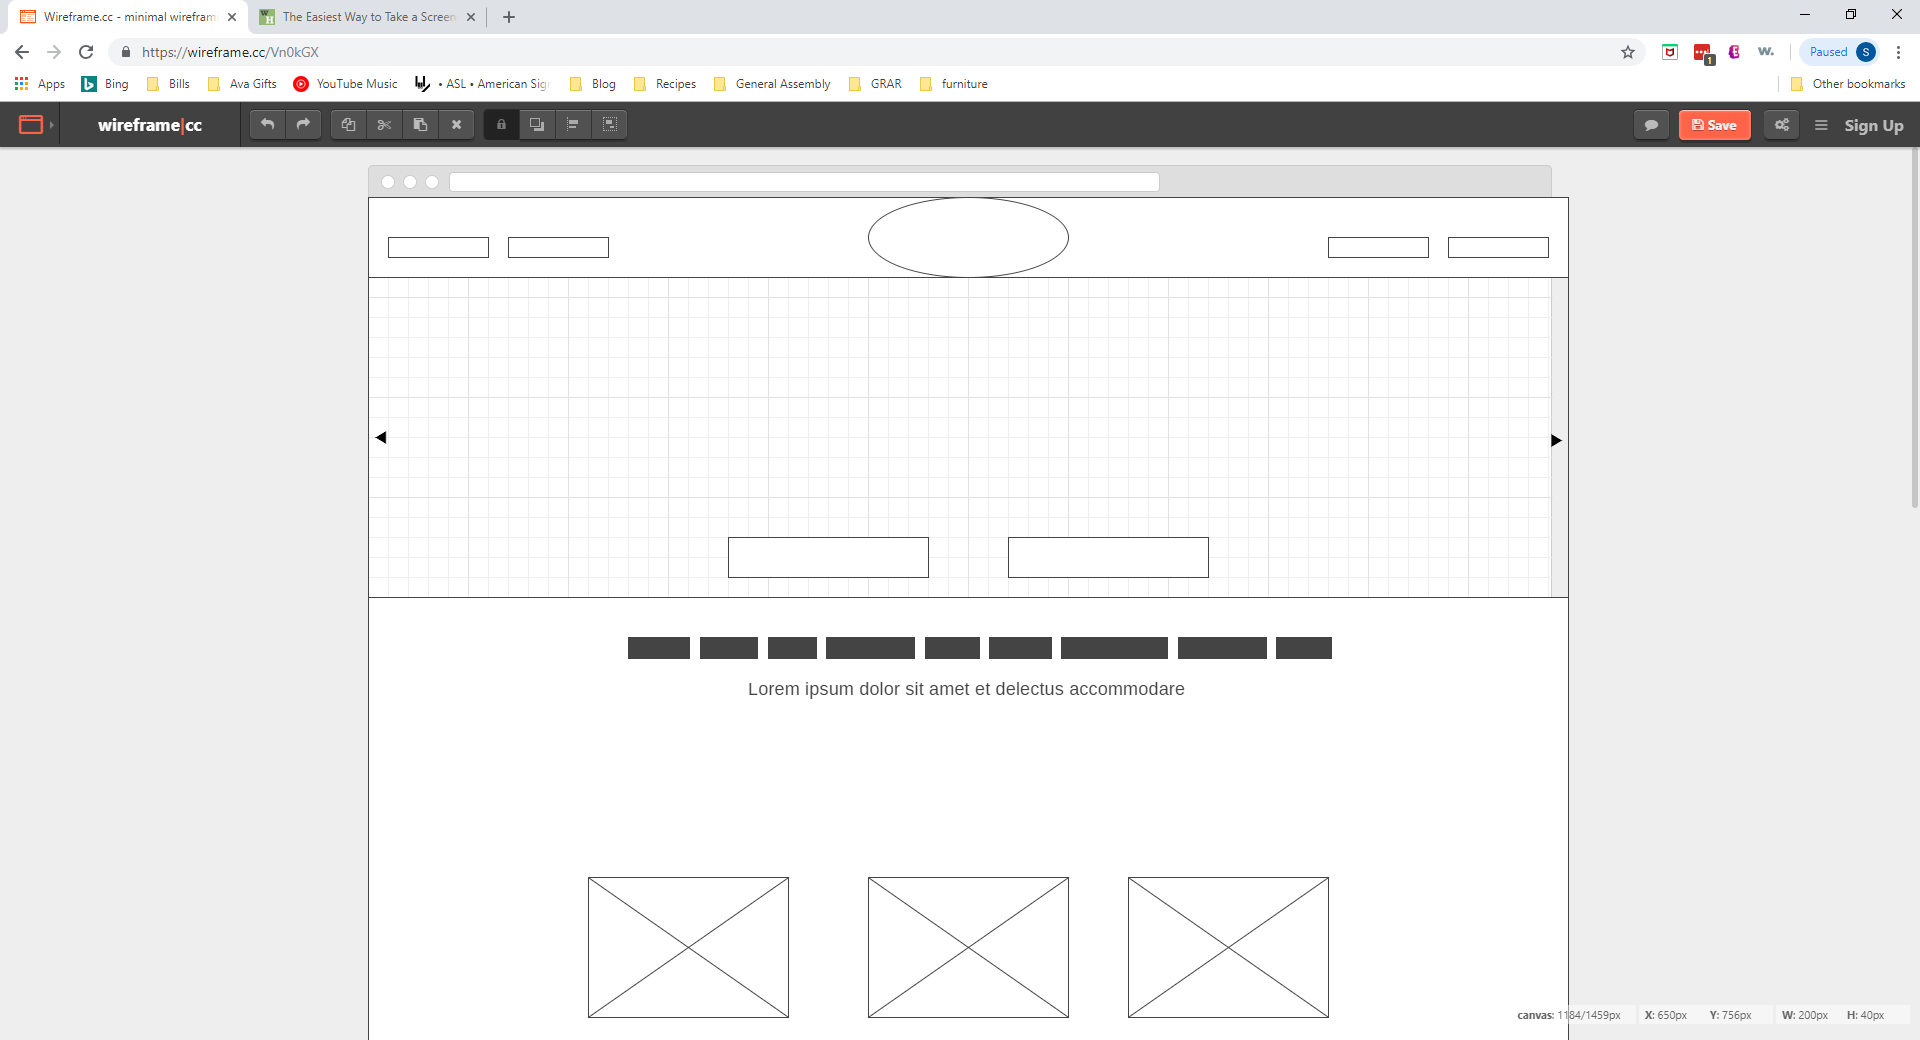 Wireframe.cc - minimal wirefram
The Easiest Way to Take a Screen
https://wireframe.cc/Vn0kGX
1
w.
Paused
S
Apps
Bing
Bills
Ava Gifts
YouTube Music
• ASL • American Sig
Blog
Recipes
General Assembly
GRAR
furniture
Other bookmarks
wireframe|cc
Save
Sign Up
Lorem ipsum dolor sit amet et delectus accommodare
canvas: 1184/1459px X: 650px Y: 756px W: 200px H: 40px